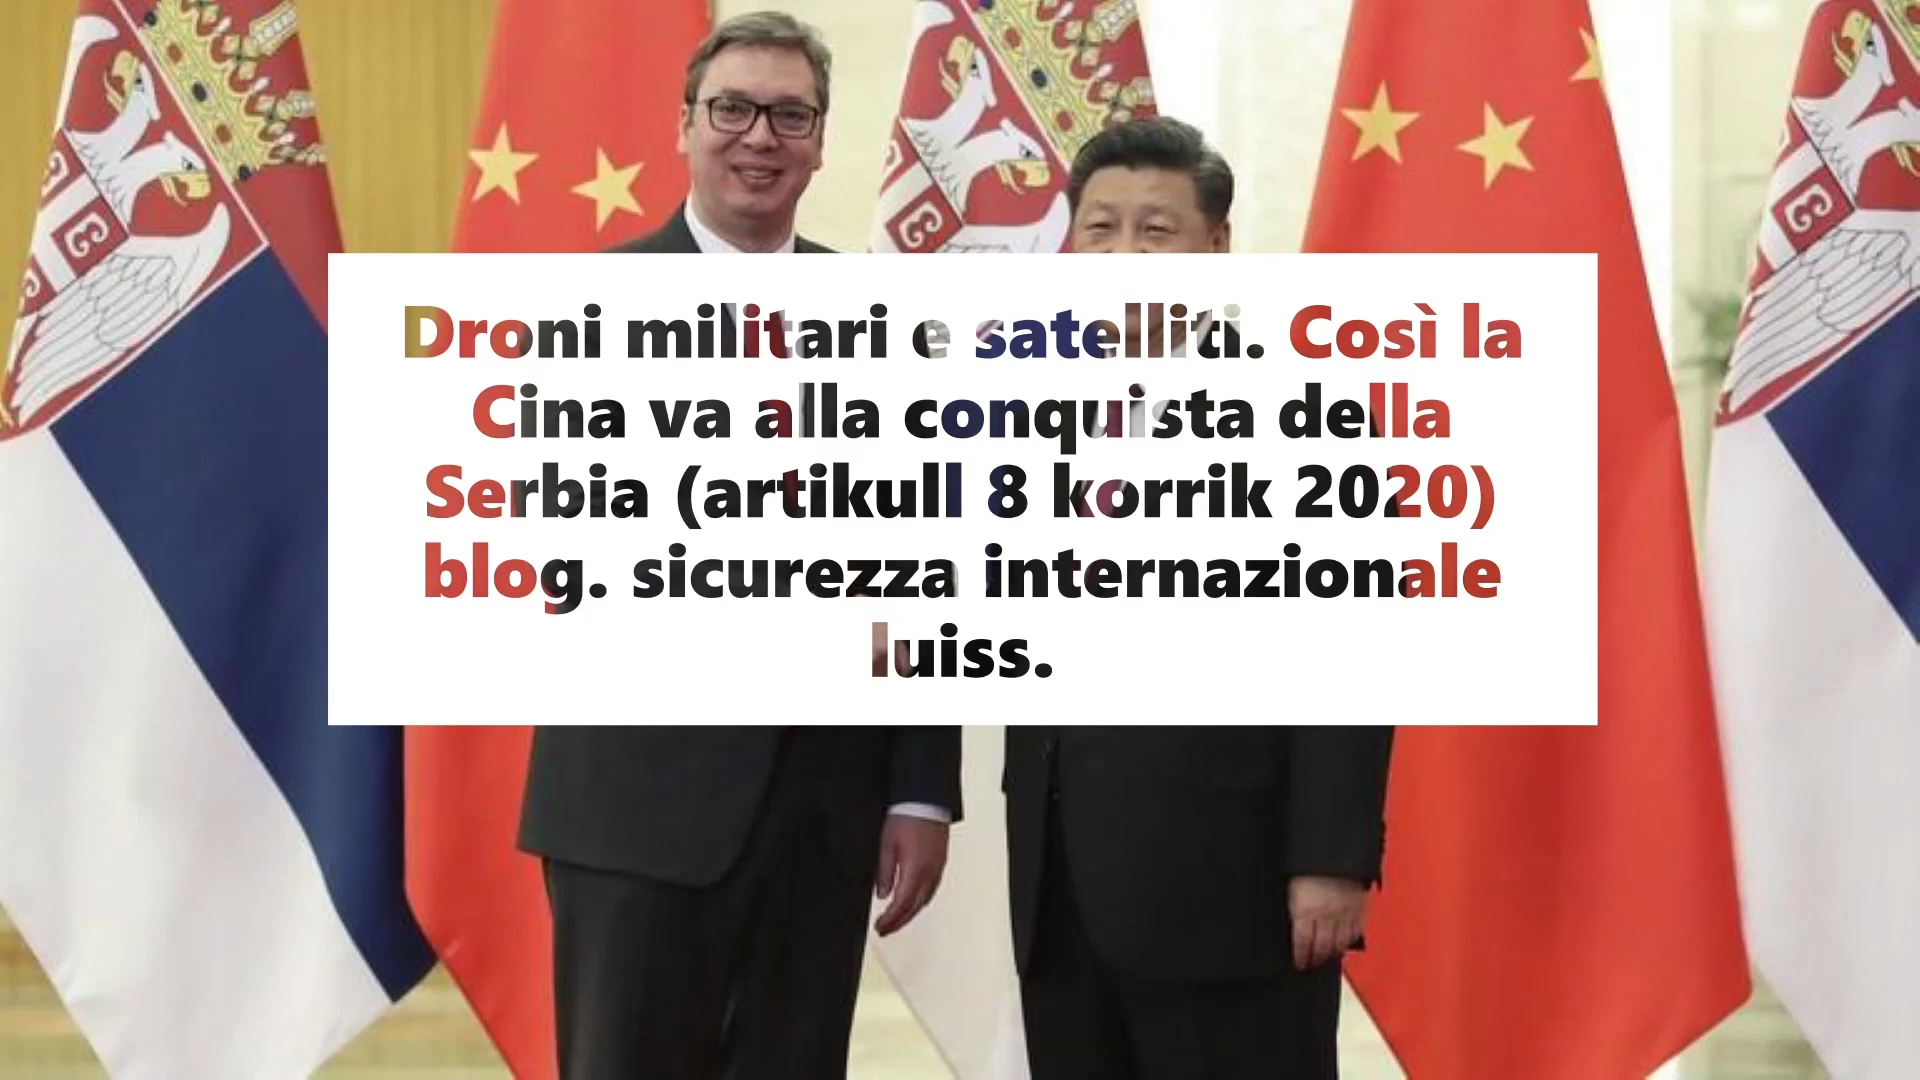 Droni militari e satelliti. Così la
Cina va alla conquista della
Serbia (artikull 8 korrik 2020)
blog. sicurezza internazionale
luiss.